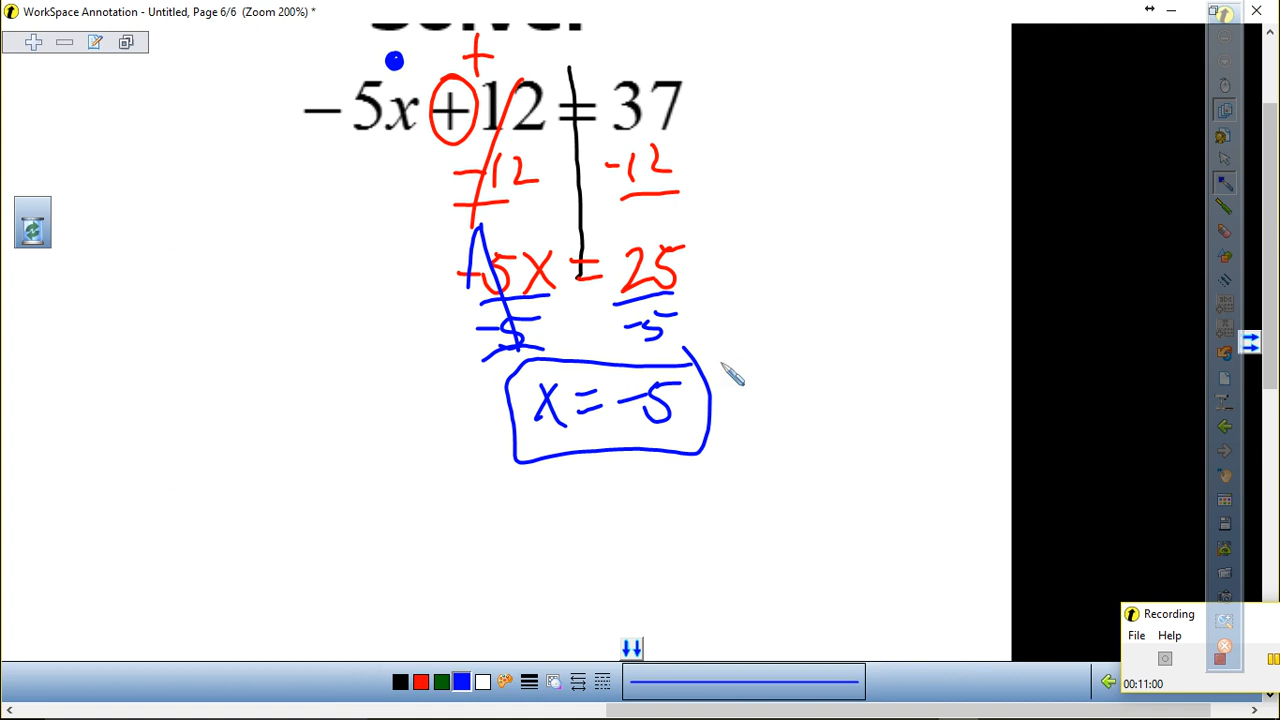 WorkSpace Annotation - Untitled, Page 6/6 (Zoom 200%) *
+
-5x + 12 = 37
-12 -12
-5x = 25
-5 -5
x = -5
Recording
File Help
00:11:00